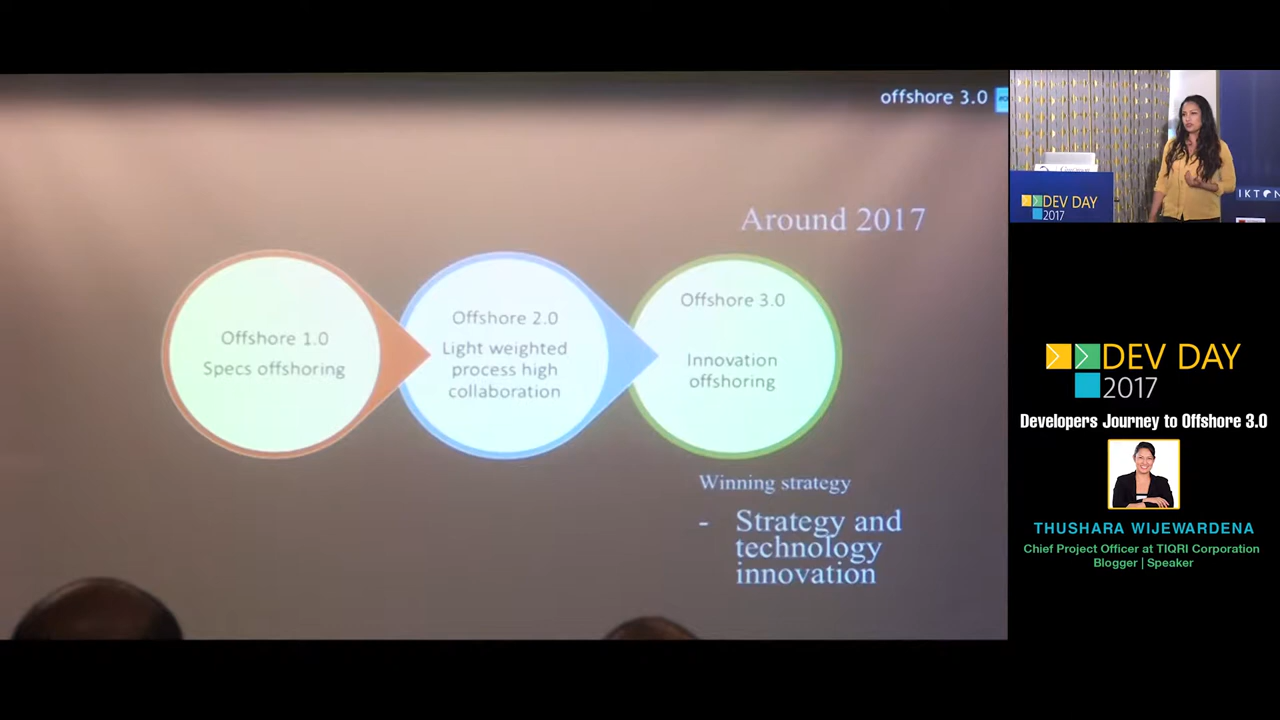 offshore 3.0
Around 2017
Offshore 1.0
Specs offshoring
Offshore 2.0
Light weighted
process high
collaboration
Offshore 3.0
Innovation
offshoring
Winning strategy
- Strategy and
technology
innovation
DEV DAY
2017
DEV DAY
2017
Developers Journey to Offshore 3.0
THUSHARA WIJEWARDENA
Chief Project Officer at TIQRI Corporation
Blogger | Speaker